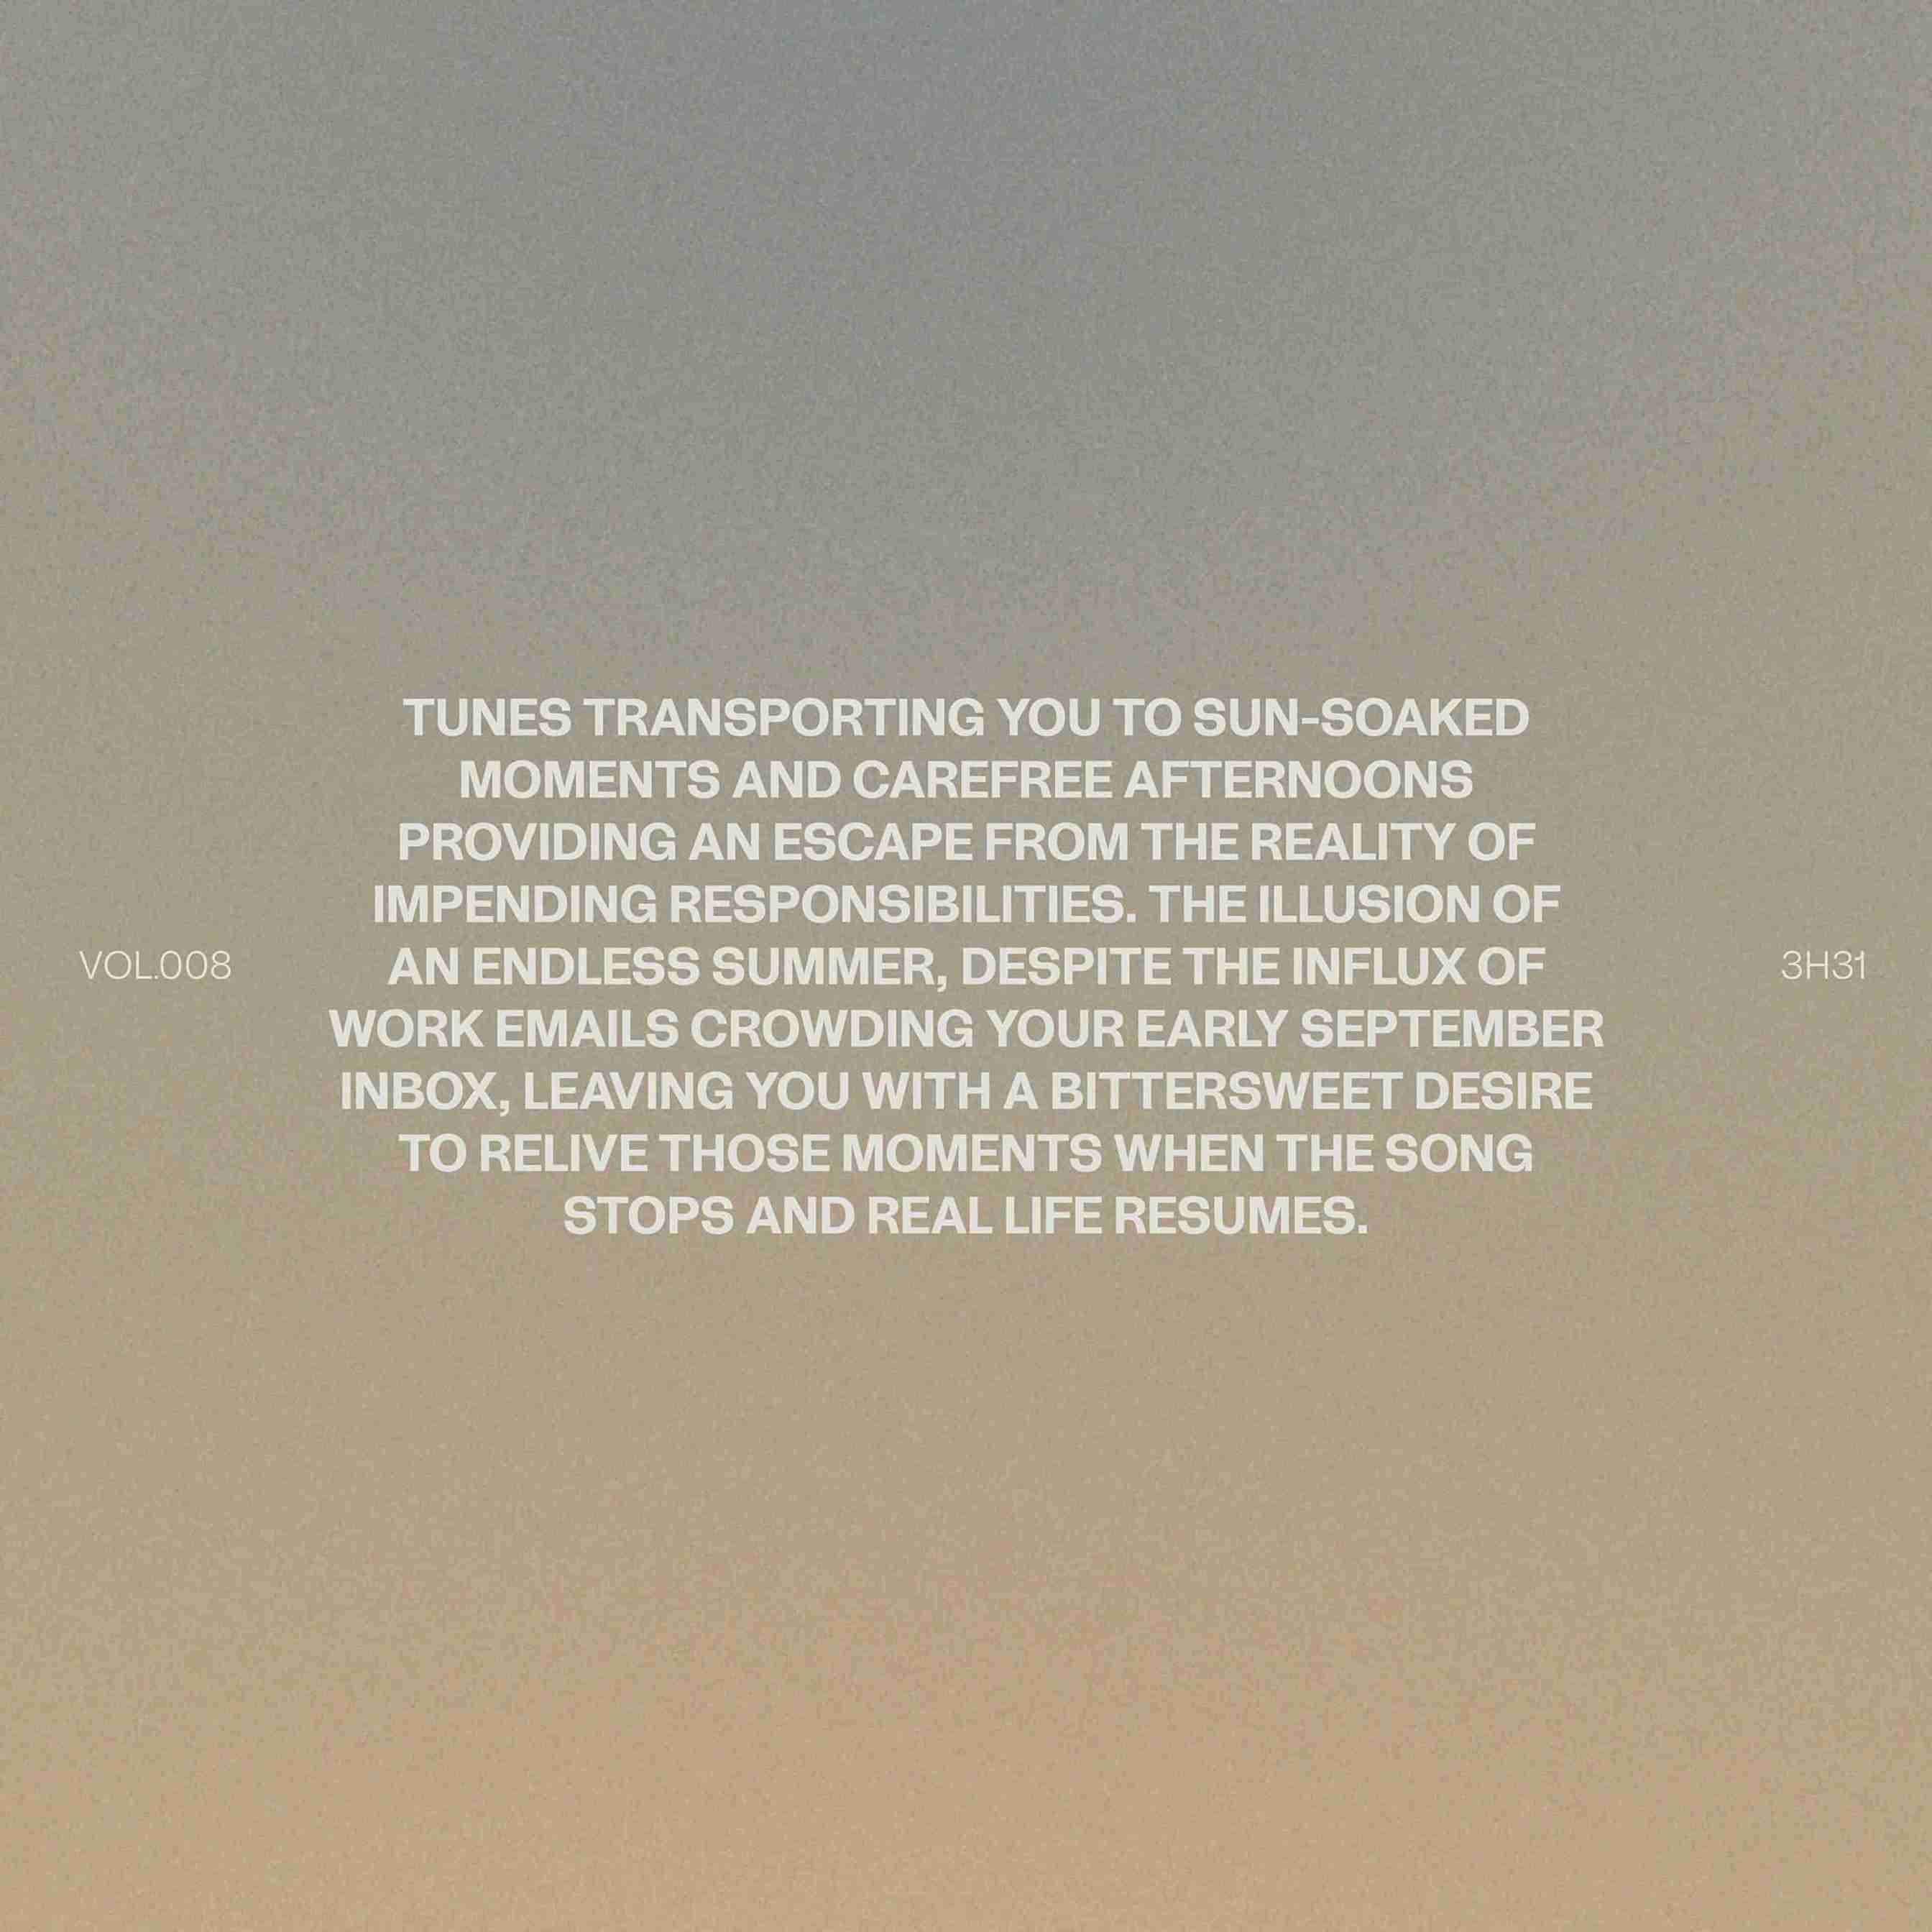 TUNES TRANSPORTING YOU TO SUN-SOAKED
MOMENTS AND CAREFREE AFTERNOONS
PROVIDING AN ESCAPE FROM THE REALITY OF
IMPENDING RESPONSIBILITIES. THE ILLUSION OF
VOL.008
AN ENDLESS SUMMER, DESPITE THE INFLUX OF
3H31
WORK EMAILS CROWDING YOUR EARLY SEPTEMBER
INBOX, LEAVING YOU WITH A BITTERSWEET DESIRE
TO RELIVE THOSE MOMENTS WHEN THE SONG
STOPS AND REAL LIFE RESUMES.